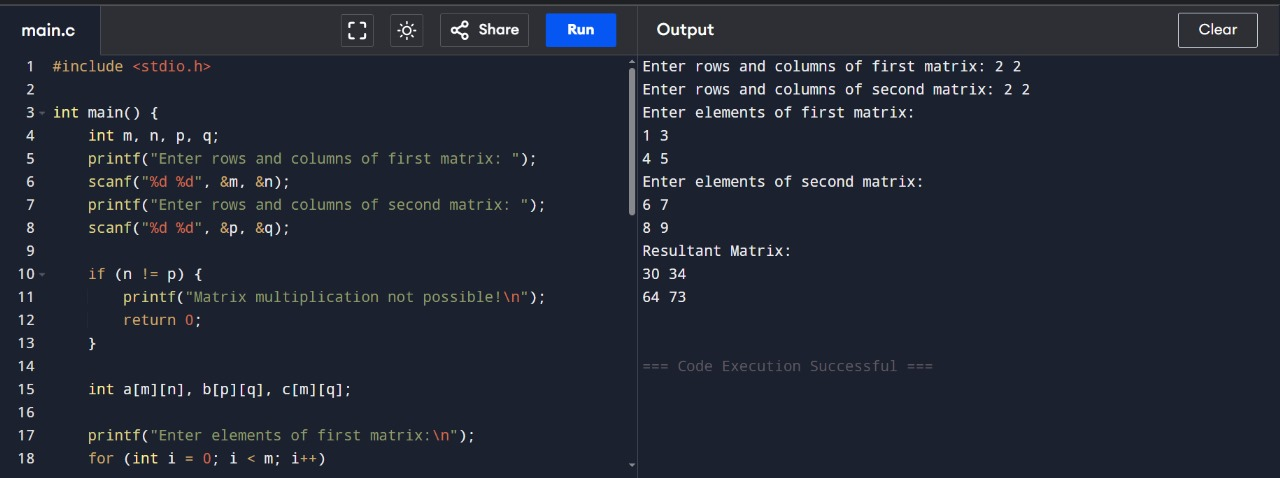 main.c
Share
Run
Output
Clear
1 #include <stdio.h>
2
3 int main() {
4     int m, n, p, q;
5     printf("Enter rows and columns of first matrix: ");
6     scanf("%d %d", &m, &n);
7     printf("Enter rows and columns of second matrix: ");
8     scanf("%d %d", &p, &q);
9
10     if (n != p) {
11         printf("Matrix multiplication not possible!\n");
12         return 0;
13     }
14
15     int a[m][n], b[p][q], c[m][q];
16
17     printf("Enter elements of first matrix:\n");
18     for (int i = 0; i < m; i++)
Enter rows and columns of first matrix: 2 2
Enter rows and columns of second matrix: 2 2
Enter elements of first matrix:
1 3
4 5
Enter elements of second matrix:
6 7
8 9
Resultant Matrix:
30 34
64 73
=== Code Execution Successful ===